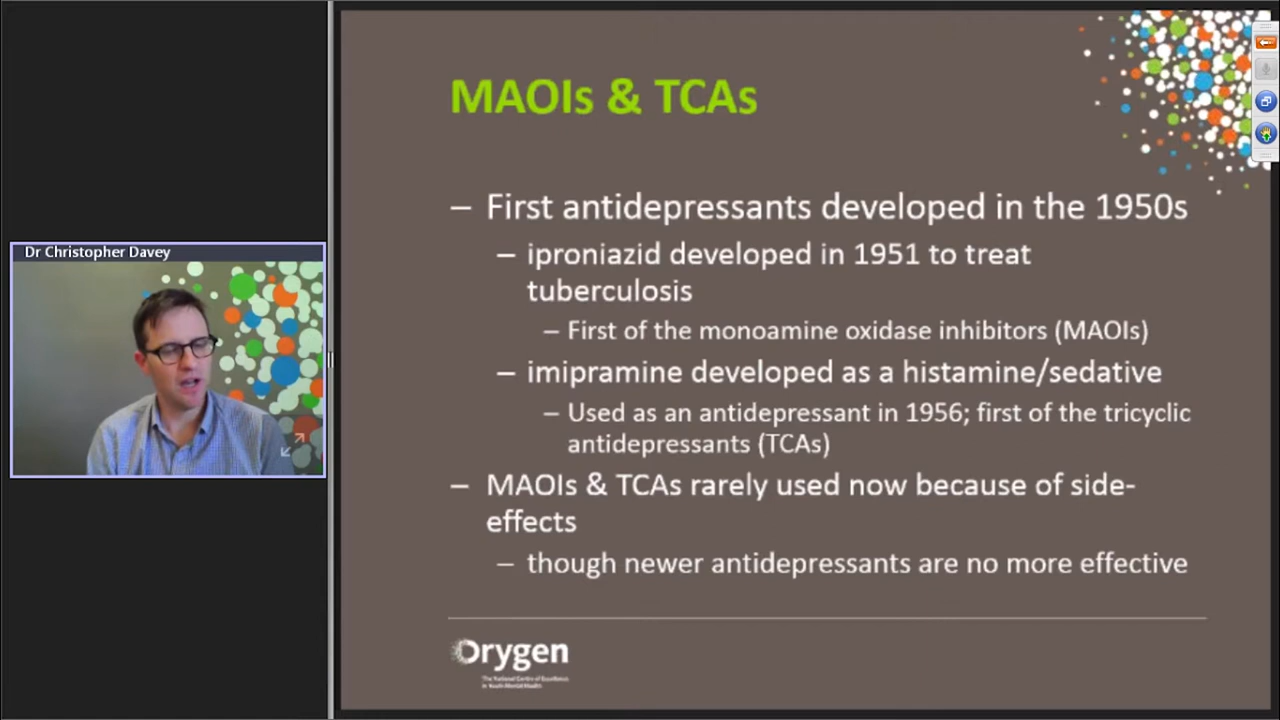 Dr Christopher Davey
MAOIs & TCAs
– First antidepressants developed in the 1950s
– iproniazid developed in 1951 to treat
tuberculosis
– First of the monoamine oxidase inhibitors (MAOIs)
– imipramine developed as a histamine/sedative
– Used as an antidepressant in 1956; first of the tricyclic
antidepressants (TCAs)
– MAOIs & TCAs rarely used now because of side-
effects
– though newer antidepressants are no more effective
Orygen
The National Centre of Excellence
in Youth Mental Health